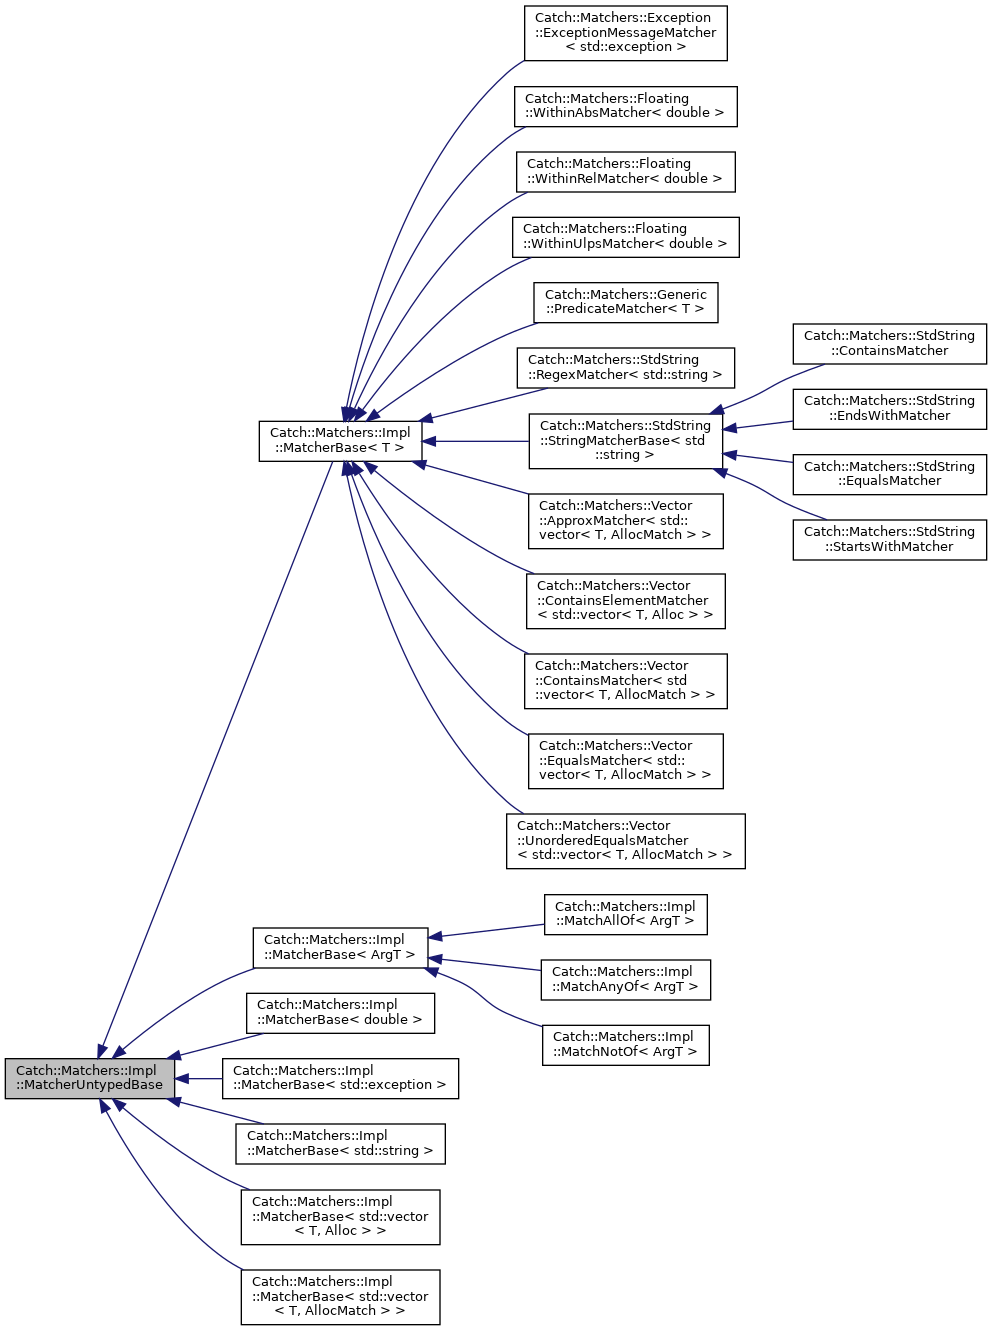 Catch::Matchers::Exception
::ExceptionMessageMatcher
< std::exception >
Catch::Matchers::Floating
::WithinAbsMatcher< double >
Catch::Matchers::Floating
::WithinRelMatcher< double >
Catch::Matchers::Floating
::WithinUlpsMatcher< double >
Catch::Matchers::Generic
::PredicateMatcher< T >
Catch::Matchers::StdString
::RegexMatcher< std::string >
Catch::Matchers::StdString
::StringMatcherBase< std
::string >
Catch::Matchers::StdString
::ContainsMatcher
Catch::Matchers::StdString
::EndsWithMatcher
Catch::Matchers::StdString
::EqualsMatcher
Catch::Matchers::StdString
::StartsWithMatcher
Catch::Matchers::Impl
::MatcherBase< T >
Catch::Matchers::Vector
::ApproxMatcher< std::
vector< T, AllocMatch > >
Catch::Matchers::Vector
::ContainsElementMatcher
< std::vector< T, Alloc > >
Catch::Matchers::Vector
::ContainsMatcher< std
::vector< T, AllocMatch > >
Catch::Matchers::Vector
::EqualsMatcher< std::
vector< T, AllocMatch > >
Catch::Matchers::Vector
::UnorderedEqualsMatcher
< std::vector< T, AllocMatch > >
Catch::Matchers::Impl
::MatchAllOf< ArgT >
Catch::Matchers::Impl
::MatcherBase< ArgT >
Catch::Matchers::Impl
::MatchAnyOf< ArgT >
Catch::Matchers::Impl
::MatchNotOf< ArgT >
Catch::Matchers::Impl
::MatcherBase< double >
Catch::Matchers::Impl
::MatcherUntypedBase
Catch::Matchers::Impl
::MatcherBase< std::exception >
Catch::Matchers::Impl
::MatcherBase< std::string >
Catch::Matchers::Impl
::MatcherBase< std::vector
< T, Alloc > >
Catch::Matchers::Impl
::MatcherBase< std::vector
< T, AllocMatch > >